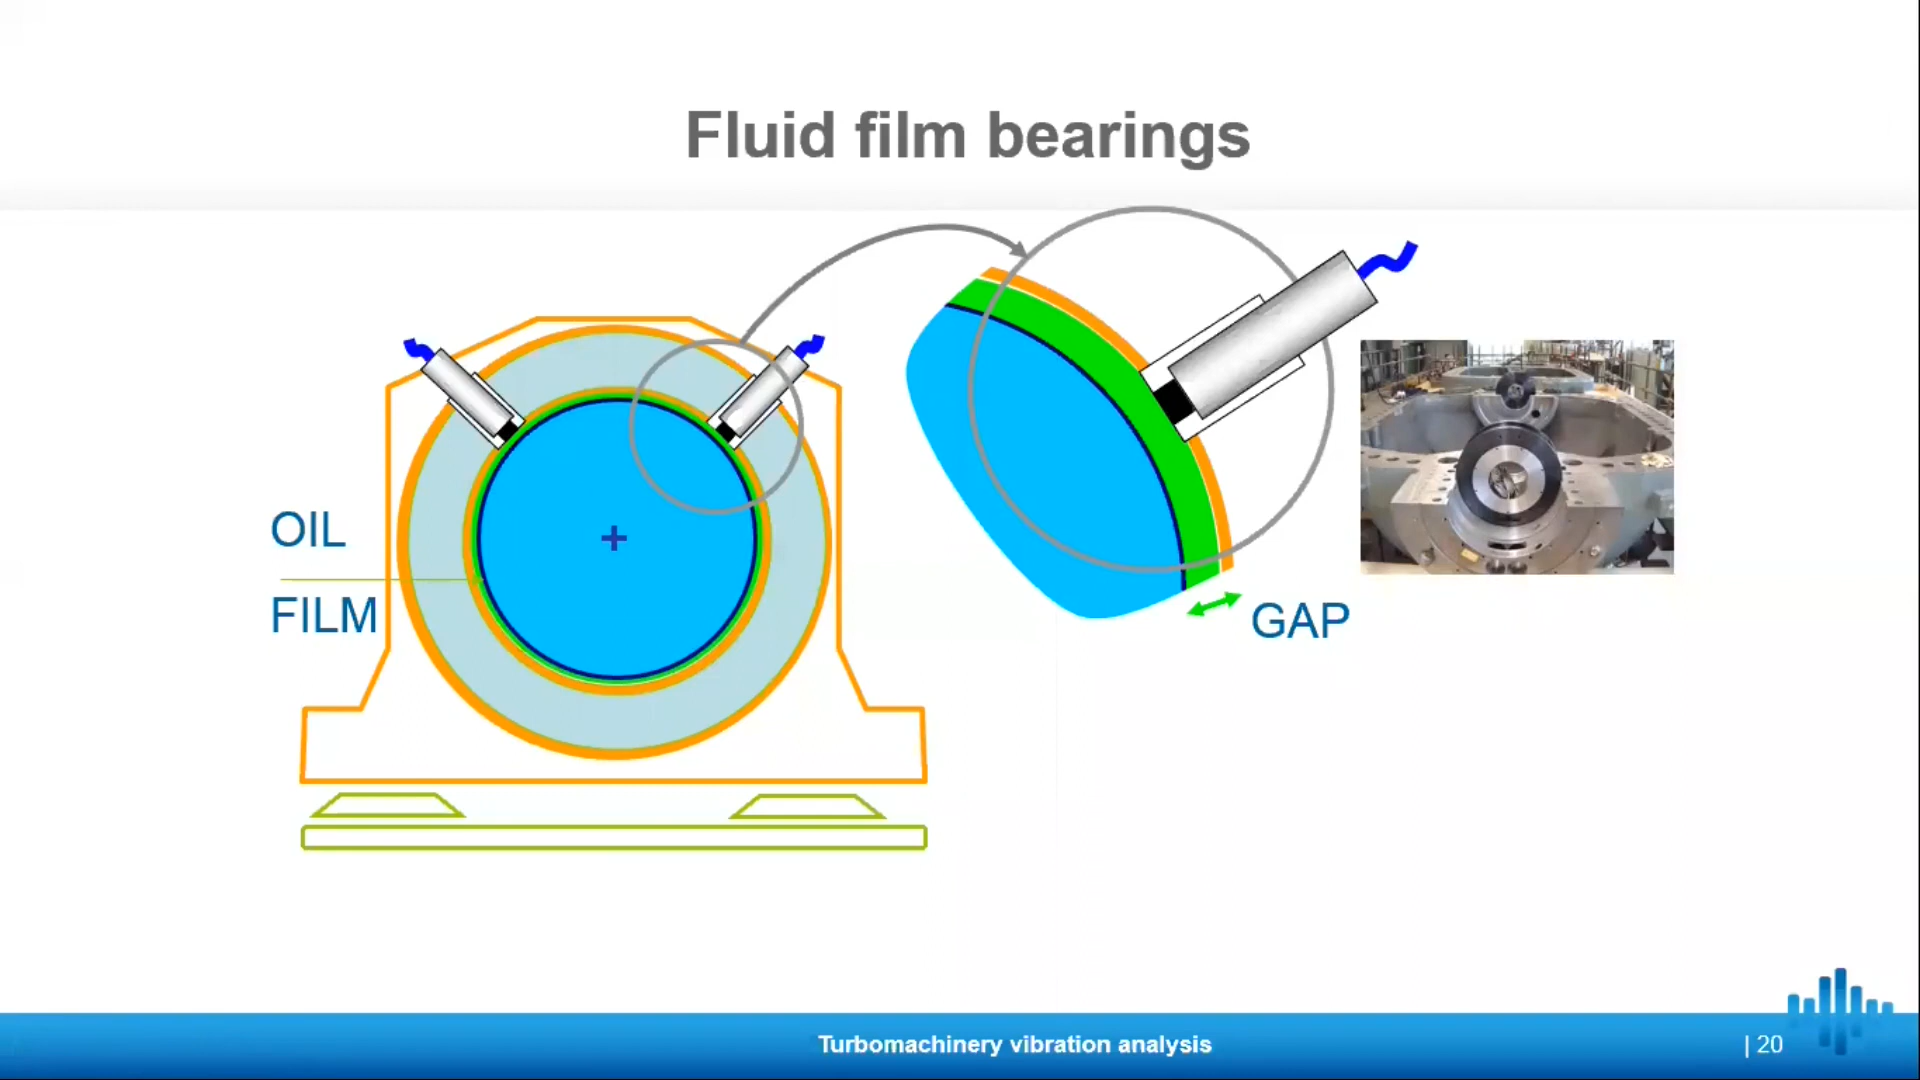 Fluid film bearings
OIL
FILM
GAP
Turbomachinery vibration analysis
| 20